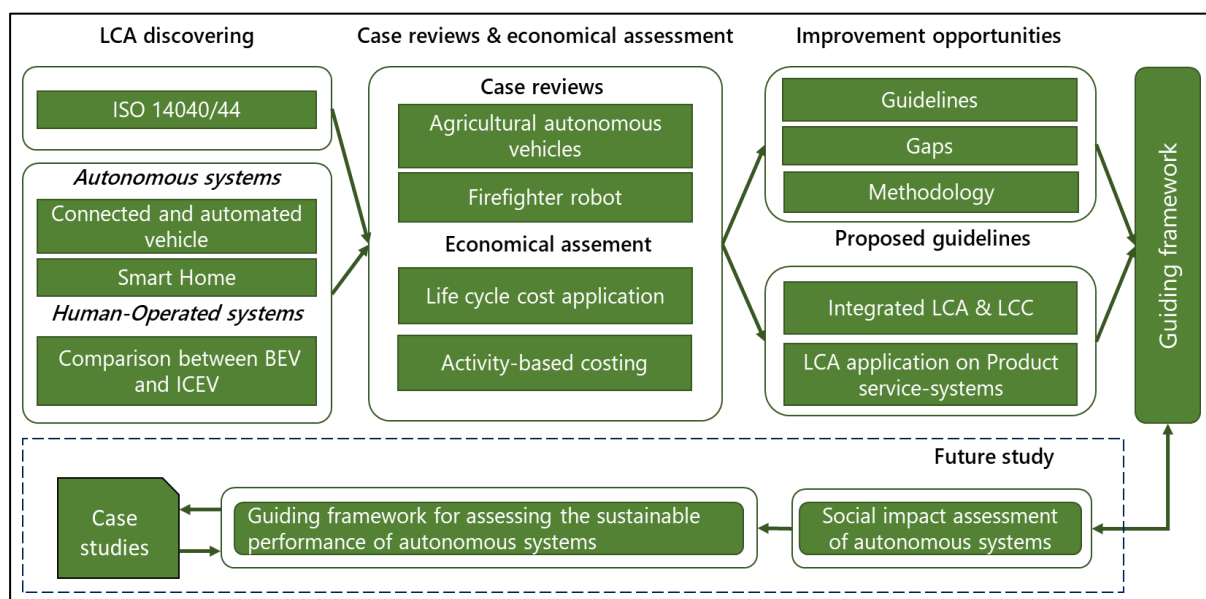 LCA discovering
ISO 14040/44
Autonomous systems
Connected and automated
vehicle
Smart Home
Human-Operated systems
Comparison between BEV
and ICEV
Case reviews & economical assessment
Case reviews
Agricultural autonomous
vehicles
Firefighter robot
Economical assement
Life cycle cost application
Activity-based costing
Improvement opportunities
Guidelines
Gaps
Methodology
Proposed guidelines
Integrated LCA & LCC
LCA application on Product
service-systems
Guiding framework
Future study
Case
studies
Guiding framework for assessing the sustainable
performance of autonomous systems
Social impact assessment
of autonomous systems